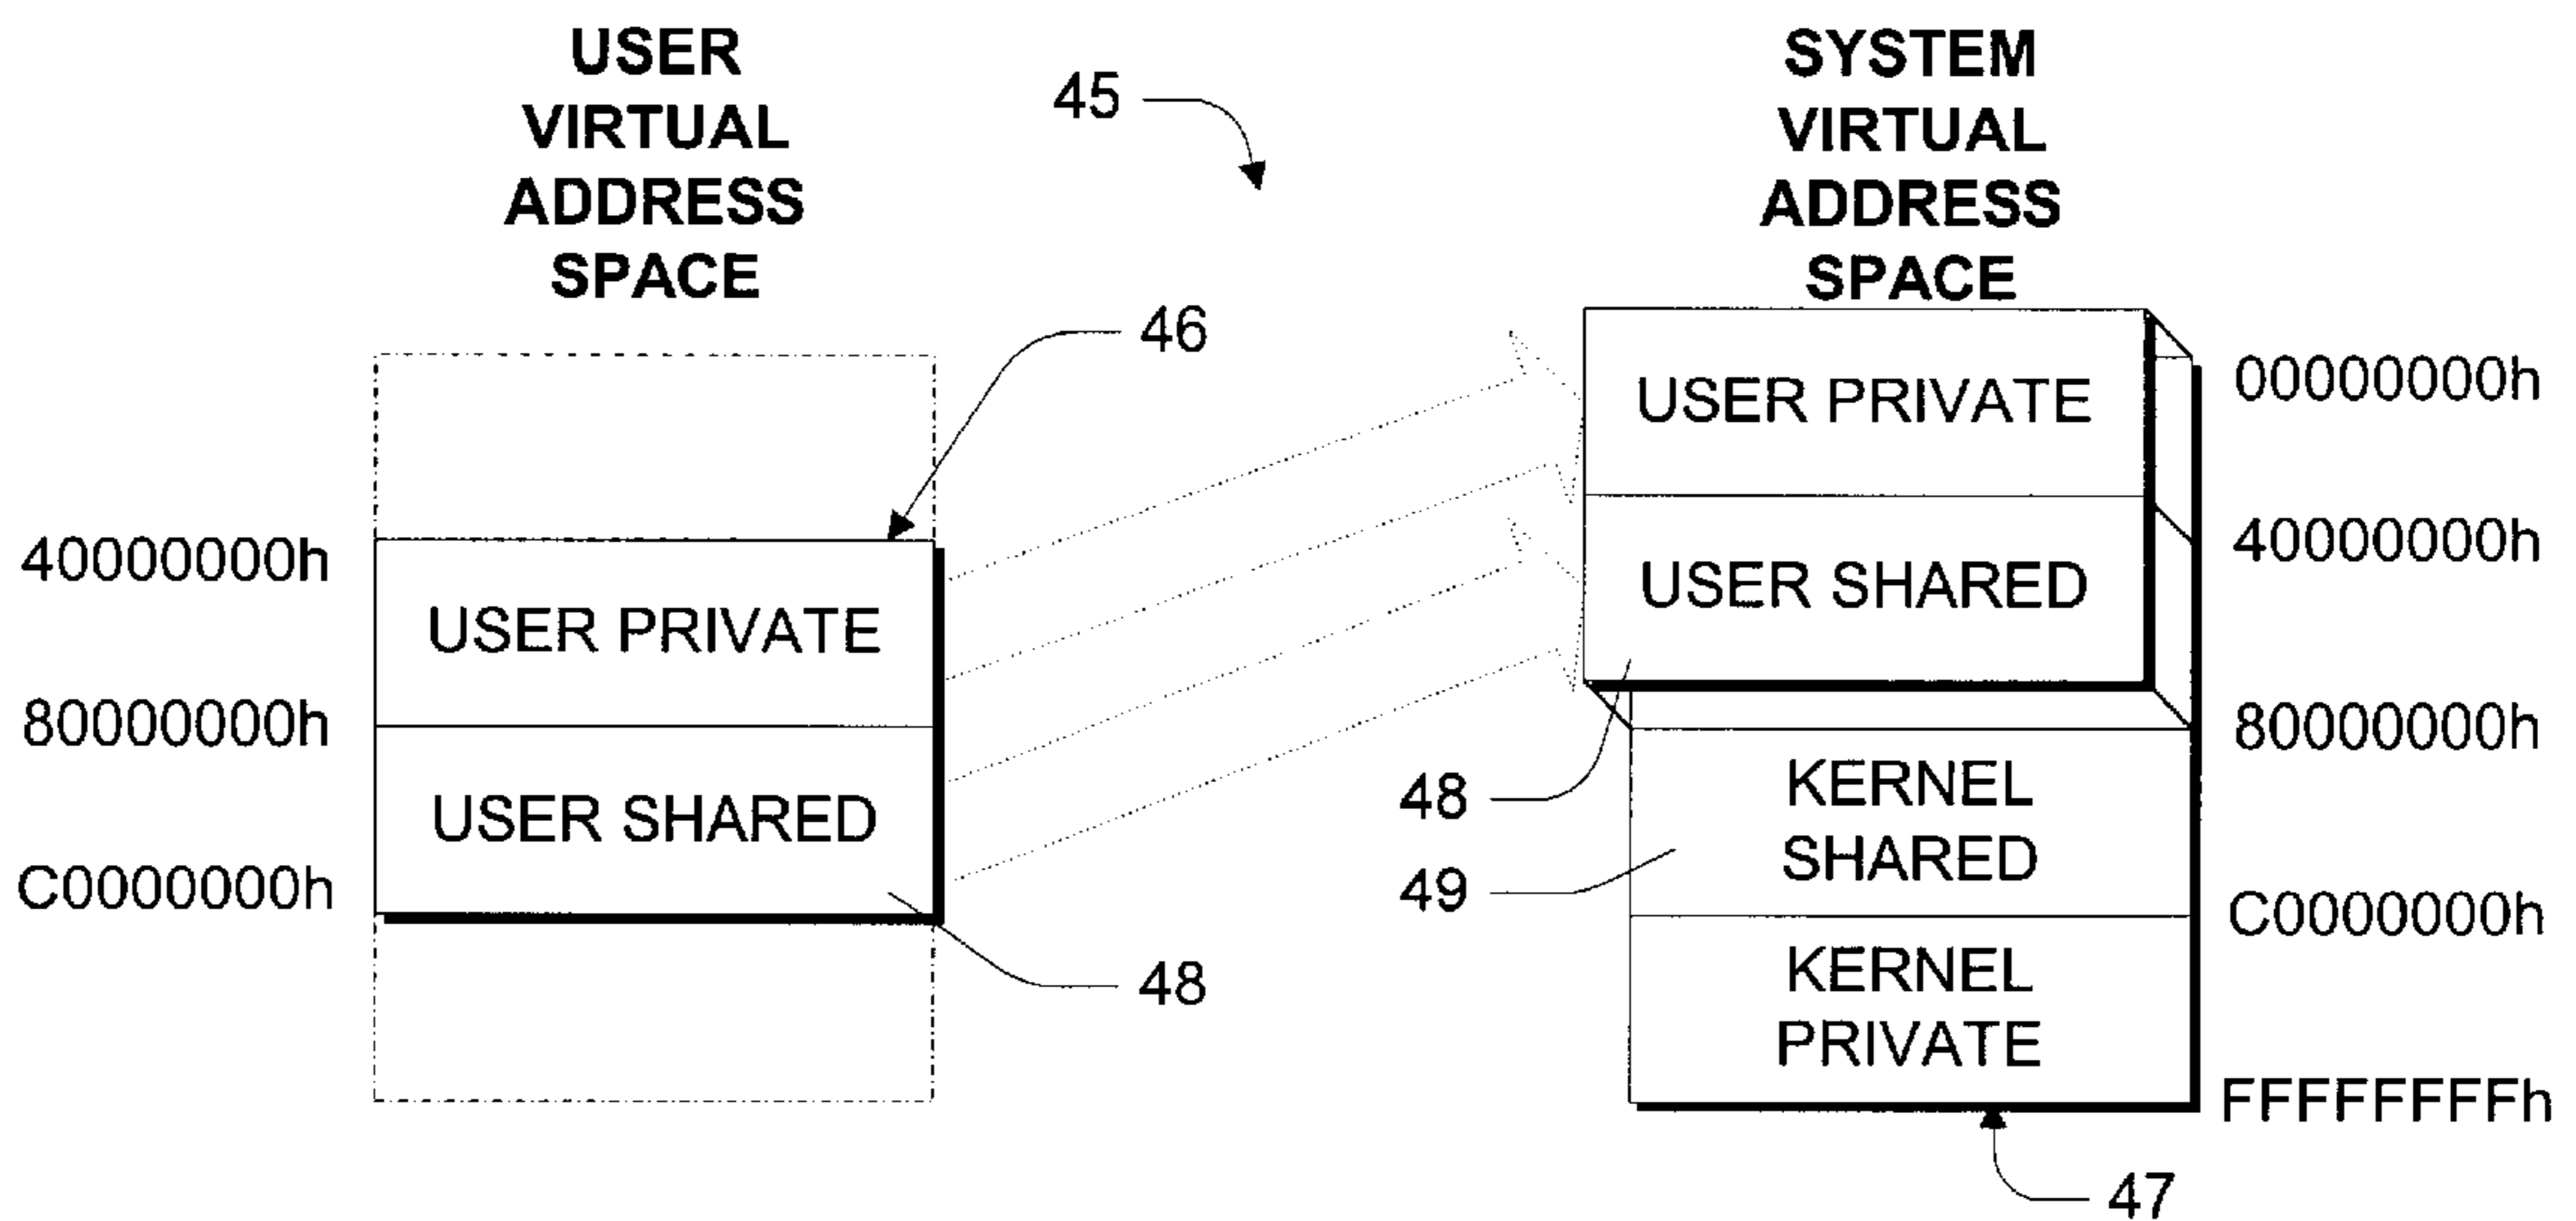 USER
VIRTUAL
ADDRESS
SPACE
45
SYSTEM
VIRTUAL
ADDRESS
SPACE
46
40000000h
USER PRIVATE
80000000h
USER SHARED
C0000000h
48
USER PRIVATE
00000000h
40000000h
USER SHARED
80000000h
48
KERNEL
SHARED
49
C0000000h
KERNEL
PRIVATE
FFFFFFFFh
47